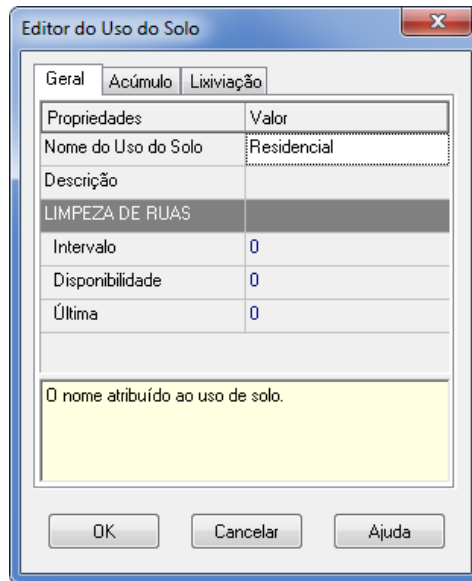 Editor do Uso do Solo
Geral Acúmulo Lixiviação
Propriedades Valor
Nome do Uso do Solo Residencial
Descrição
LIMPEZA DE RUAS
Intervalo 0
Disponibilidade 0
Última 0
O nome atribuído ao uso de solo.
OK Cancelar Ajuda